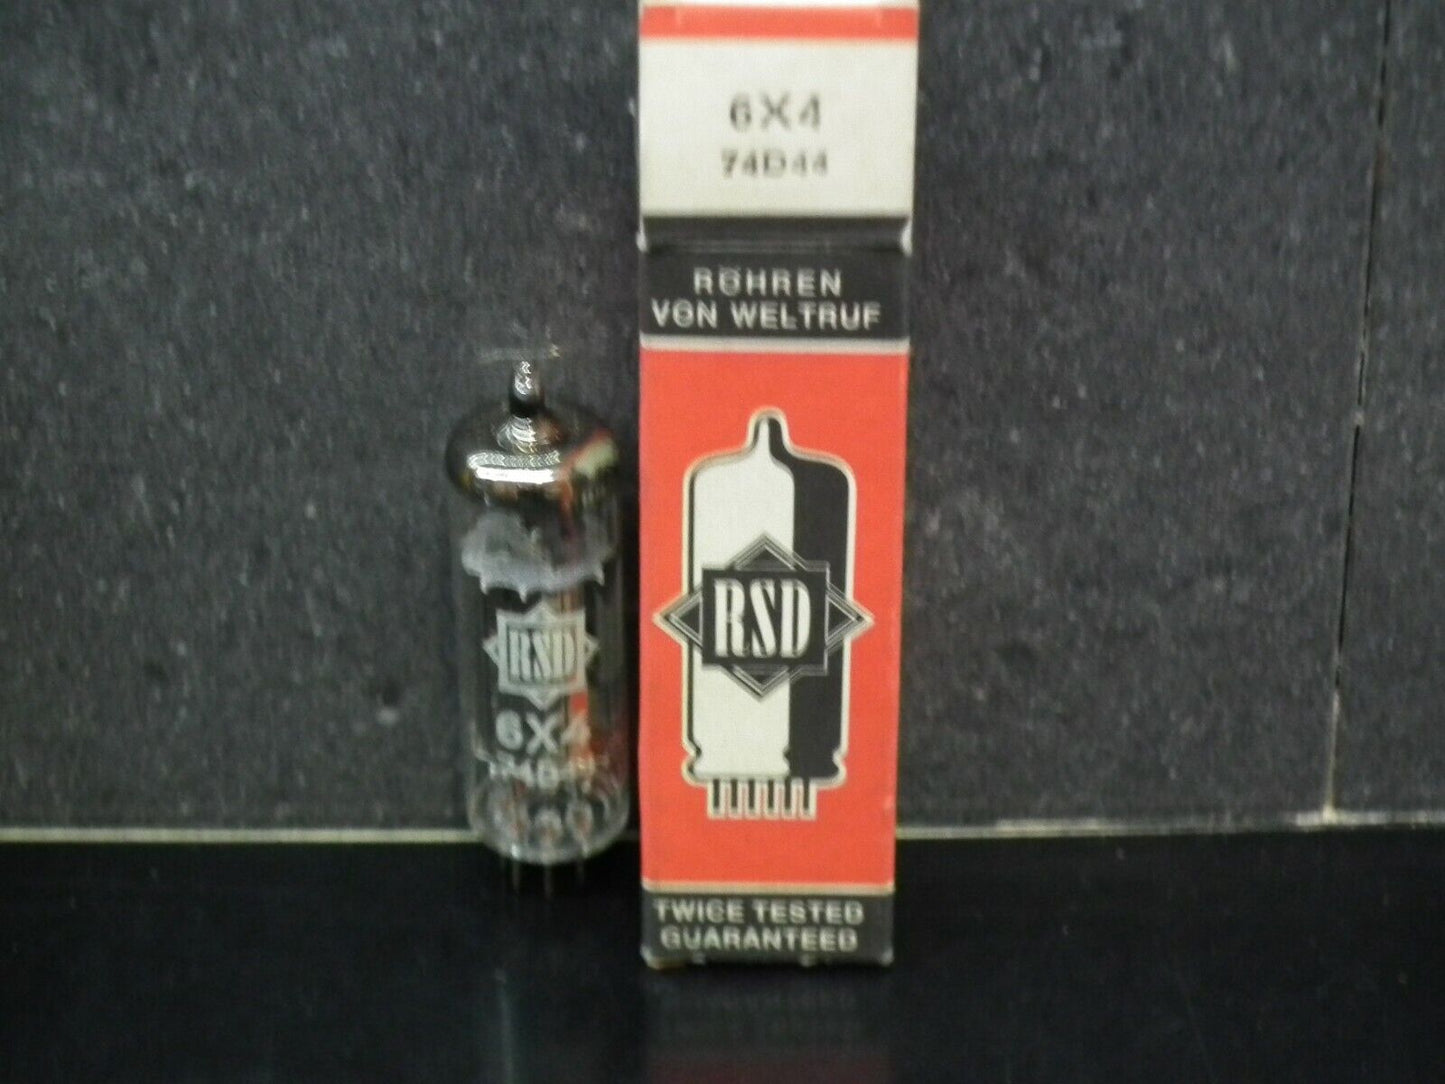 6X4
74D44
RÖHREN
VON WELTRUF
RSD
TWICE TESTED
GUARANTEED
RSD
6X4